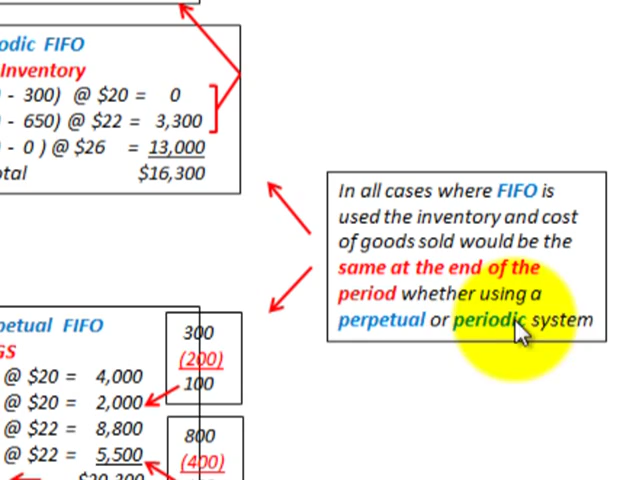 odic FIFO
Inventory
- 300) @ $20 = 0
- 650) @ $22 = 3,300
- 0 ) @ $26 = 13,000
otal $16,300
In all cases where FIFO is
used the inventory and cost
of goods sold would be the
same at the end of the
period whether using a
perpetual or periodic system
petual FIFO
GS
@ $20 = 4,000
@ $20 = 2,000
@ $22 = 8,800
@ $22 = 5,500
300
(200)
100
800
(400)